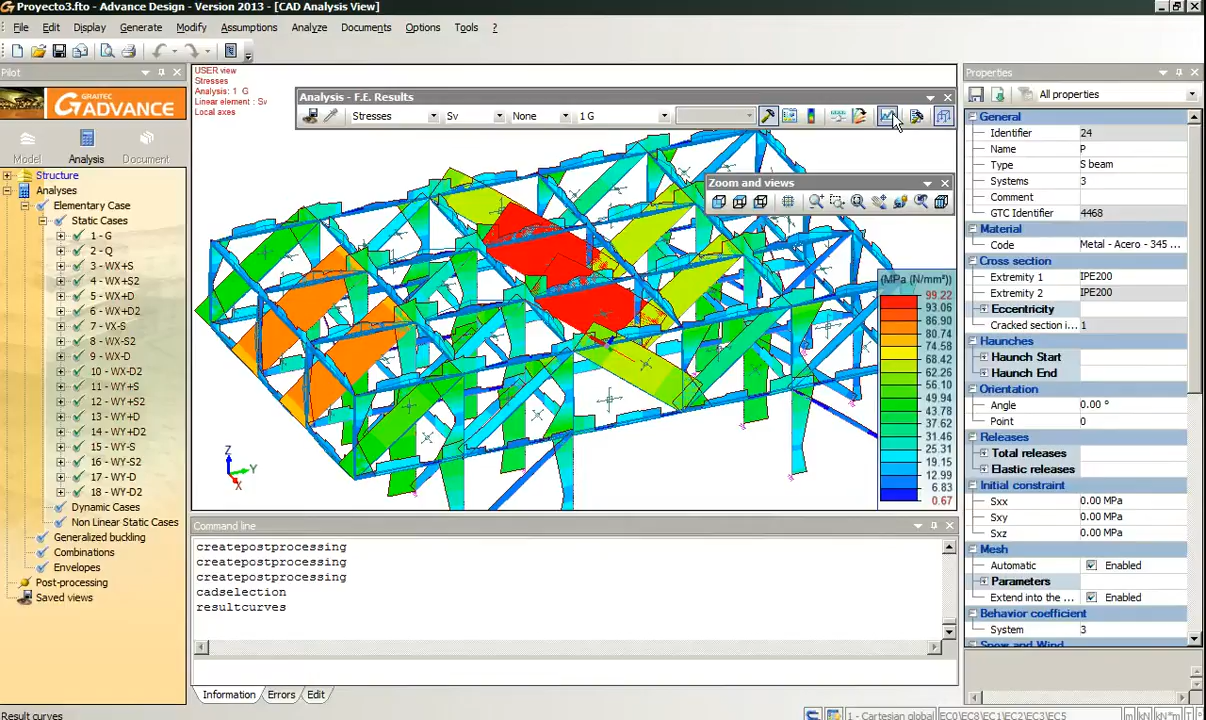 Proyecto3.fto - Advance Design - Version 2013 - [CAD Analysis View]
File Edit Display Generate Modify Assumptions Analyze Documents Options Tools ?
Pilot
GRAITEC
ADVANCE
Model Analysis Document
Structure
Analyses
Elementary Case
Static Cases
1 - G
2 - Q
3 - WX+S
4 - WX+S2
5 - WX+D
6 - WX+D2
7 - WX-S
8 - WX-S2
9 - WX-D
10 - WX-D2
11 - WY+S
12 - WY+S2
13 - WY+D
14 - WY+D2
15 - WY-S
16 - WY-S2
17 - WY-D
18 - WY-D2
Dynamic Cases
Non Linear Static Cases
Generalized buckling
Combinations
Envelopes
Post-processing
Saved views
USER view
Stresses
Analysis: 1 G
Linear element : Sv
Local axes
Analysis - F.E. Results
Stresses Sv None 1 G
Zoom and views
(MPa (N/mm²))
99.22
93.06
86.90
80.74
74.58
68.42
62.26
56.10
49.94
43.78
37.62
31.46
25.31
19.15
12.99
6.83
0.67
Z
Y
X
Command line
createpostprocessing
createpostprocessing
createpostprocessing
cadselection
resultcurves
Information Errors Edit
Properties
All properties
General
Identifier 24
Name P
Type S beam
Systems 3
Comment
GTC Identifier 4468
Material
Code Metal - Acero - 345 ...
Cross section
Extremity 1 IPE200
Extremity 2 IPE200
Eccentricity
Cracked section i... 1
Haunches
Haunch Start
Haunch End
Orientation
Angle 0.00 °
Point 0
Releases
Total releases
Elastic releases
Initial constraint
Sxx 0.00 MPa
Sxy 0.00 MPa
Sxz 0.00 MPa
Mesh
Automatic Enabled
Parameters
Extend into the ... Enabled
Behavior coefficient
System 3
Snow and Wind
Result curves
1 - Cartesian global EC0/EC8/EC1/EC2/EC3/EC5 m kN kN*m T °